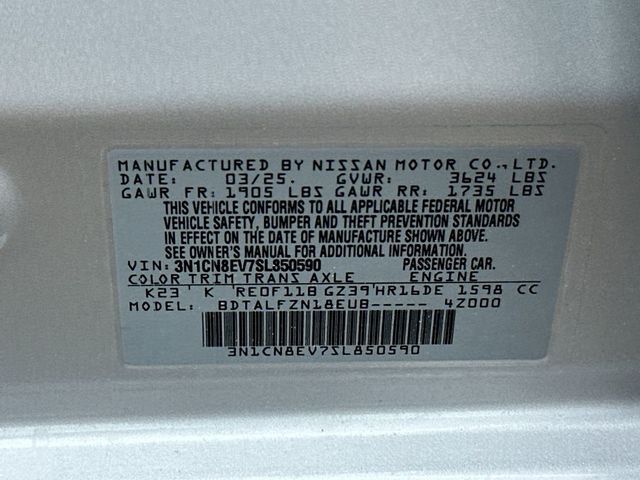 MANUFACTURED BY NISSAN MOTOR CO.,LTD.
DATE: 03/25. GVWR: 3624 LBS
GAWR FR: 1905 LBS GAWR RR: 1735 LBS
THIS VEHICLE CONFORMS TO ALL APPLICABLE FEDERAL MOTOR
VEHICLE SAFETY, BUMPER AND THEFT PREVENTION STANDARDS
IN EFFECT ON THE DATE OF MANUFACTURE SHOWN ABOVE.
SEE OWNER'S MANUAL FOR ADDITIONAL INFORMATION.
VIN: 3N1CN8EV7SL850590 PASSENGER CAR.
COLOR TRIM TRANS AXLE ENGINE
K23 K RE0F11B GZ39 HR16DE 1598 CC
MODEL: BDTALFZN18EUB----- 4Z000
3N1CN8EV7SL850590